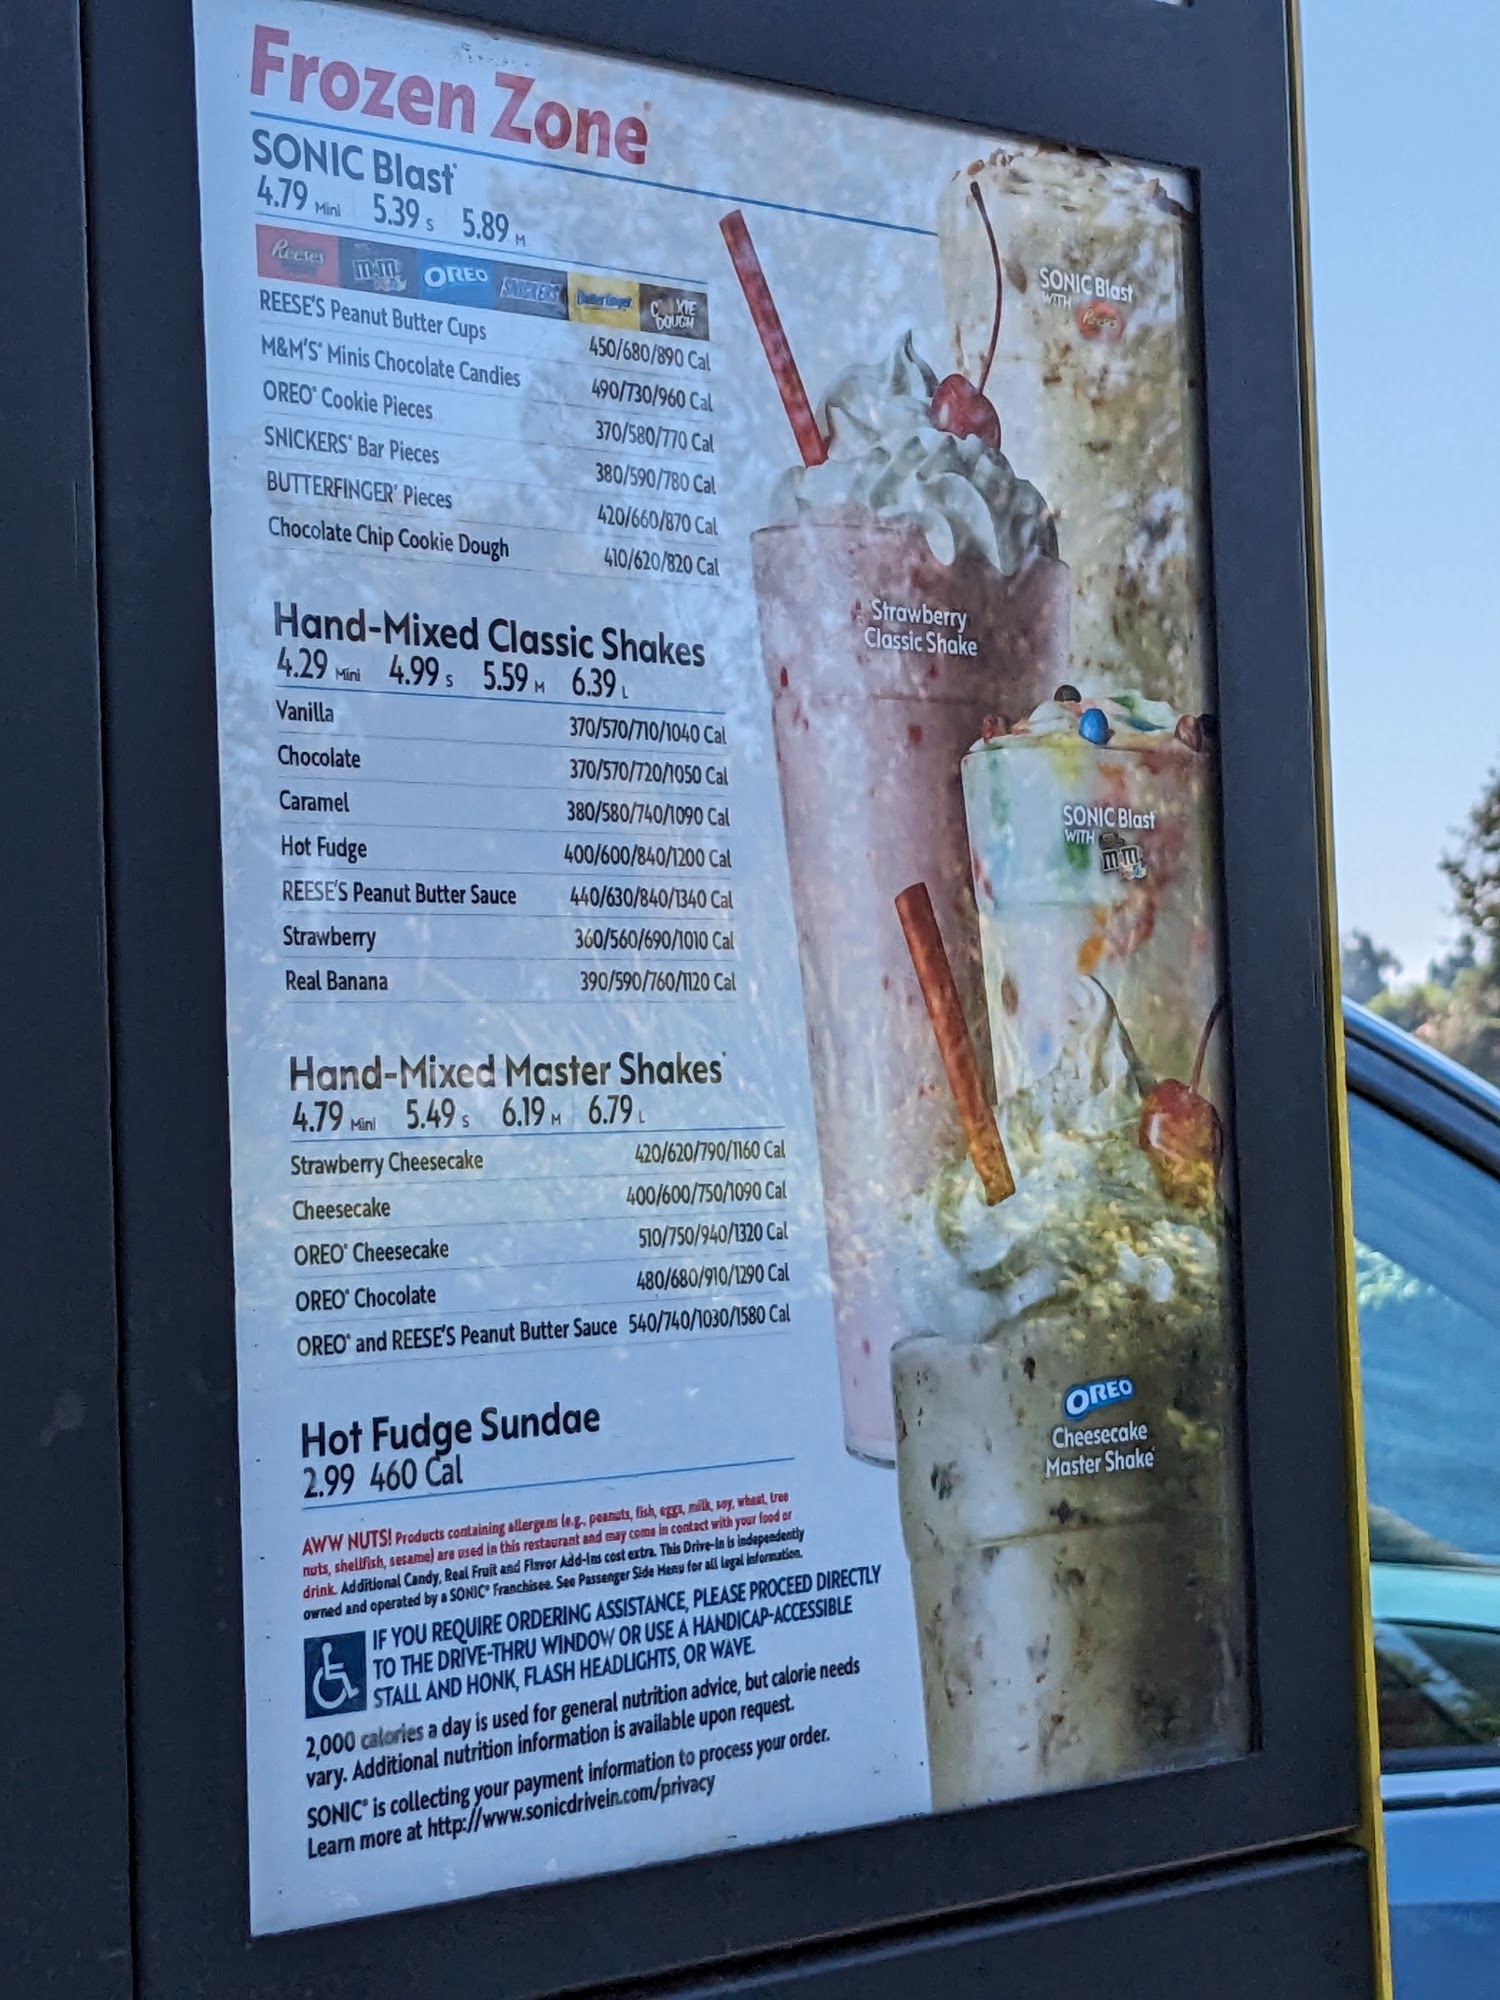 Frozen Zone
SONIC Blast
4.79 Mini 5.39 S 5.89 M
Reese's m&m's minis OREO SNICKERS Butterfinger COOKIE DOUGH
REESE'S Peanut Butter Cups 450/680/890 Cal
M&M'S Minis Chocolate Candies 490/730/960 Cal
OREO Cookie Pieces 370/580/770 Cal
SNICKERS Bar Pieces 380/590/780 Cal
BUTTERFINGER Pieces 420/660/870 Cal
Chocolate Chip Cookie Dough 410/620/820 Cal
Hand-Mixed Classic Shakes
4.29 Mini 4.99 S 5.59 M 6.39 L
Vanilla 370/570/710/1040 Cal
Chocolate 370/570/720/1050 Cal
Caramel 380/580/740/1090 Cal
Hot Fudge 400/600/840/1200 Cal
REESE'S Peanut Butter Sauce 440/630/840/1340 Cal
Strawberry 360/560/690/1010 Cal
Real Banana 390/590/760/1120 Cal
Hand-Mixed Master Shakes
4.79 Mini 5.49 S 6.19 M 6.79 L
Strawberry Cheesecake 420/620/790/1160 Cal
Cheesecake 400/600/750/1090 Cal
OREO Cheesecake 510/750/940/1320 Cal
OREO Chocolate 480/680/910/1290 Cal
OREO and REESE'S Peanut Butter Sauce 540/740/1030/1580 Cal
Hot Fudge Sundae
2.99 460 Cal
AWW NUTS! Products containing allergens (e.g., peanuts, fish, eggs, milk, soy, wheat, tree
nuts, shellfish, sesame) are used in this restaurant and may come in contact with your food or
drink. Additional Candy, Real Fruit and Flavor Add-Ins cost extra. This Drive-In is independently
owned and operated by a SONIC® Franchisee. See Passenger Side Menu for all legal information.
IF YOU REQUIRE ORDERING ASSISTANCE, PLEASE PROCEED DIRECTLY
TO THE DRIVE-THRU WINDOW OR USE A HANDICAP-ACCESSIBLE
STALL AND HONK, FLASH HEADLIGHTS, OR WAVE.
2,000 calories a day is used for general nutrition advice, but calorie needs
vary. Additional nutrition information is available upon request.
SONIC® is collecting your payment information to process your order.
Learn more at http://www.sonicdrivein.com/privacy
SONIC Blast
WITH Reese's
Strawberry
Classic Shake
SONIC Blast
WITH m&m's minis
OREO
Cheesecake
Master Shake